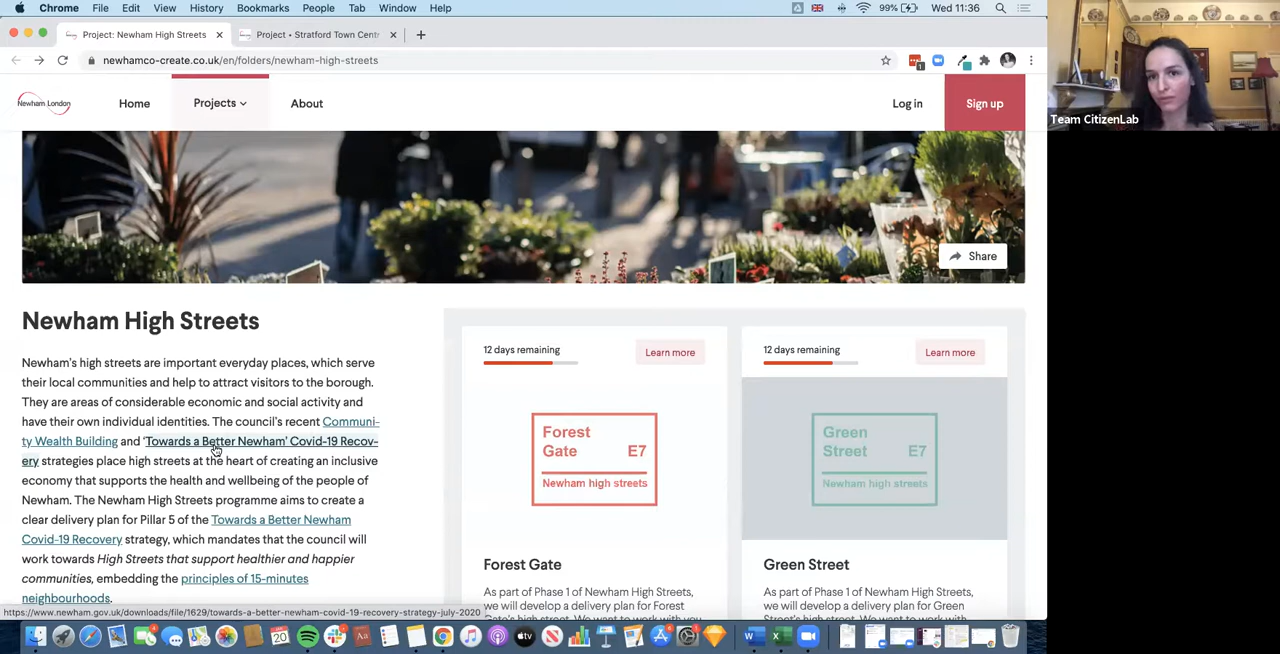 Chrome File Edit View History Bookmarks People Tab Window Help 99% Wed 11:36
Project: Newham High Streets Project • Stratford Town Centr
newhamco-create.co.uk/en/folders/newham-high-streets
Newham London Home Projects About Log in Sign up
Team CitizenLab
Share
Newham High Streets
Newham's high streets are important everyday places, which serve
their local communities and help to attract visitors to the borough.
They are areas of considerable economic and social activity and
have their own individual identities. The council's recent Communi-
ty Wealth Building and 'Towards a Better Newham' Covid-19 Recov-
ery strategies place high streets at the heart of creating an inclusive
economy that supports the health and wellbeing of the people of
Newham. The Newham High Streets programme aims to create a
clear delivery plan for Pillar 5 of the Towards a Better Newham
Covid-19 Recovery strategy, which mandates that the council will
work towards High Streets that support healthier and happier
communities, embedding the principles of 15-minutes
neighbourhoods.
12 days remaining Learn more
Forest
Gate E7
Newham high streets
Forest Gate
As part of Phase 1 of Newham High Streets,
we will develop a delivery plan for Forest
12 days remaining Learn more
Green
Street E7
Newham high streets
Green Street
As part of Phase 1 of Newham High Streets,
we will develop a delivery plan for Green
https://www.newham.gov.uk/downloads/file/1629/towards-a-better-newham-covid-19-recovery-strategy-july-2020